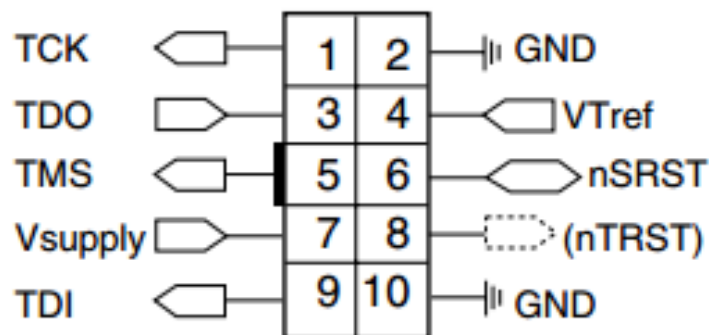 TCK 1 2 GND
TDO 3 4 VTref
TMS 5 6 nSRST
Vsupply 7 8 (nTRST)
TDI 9 10 GND